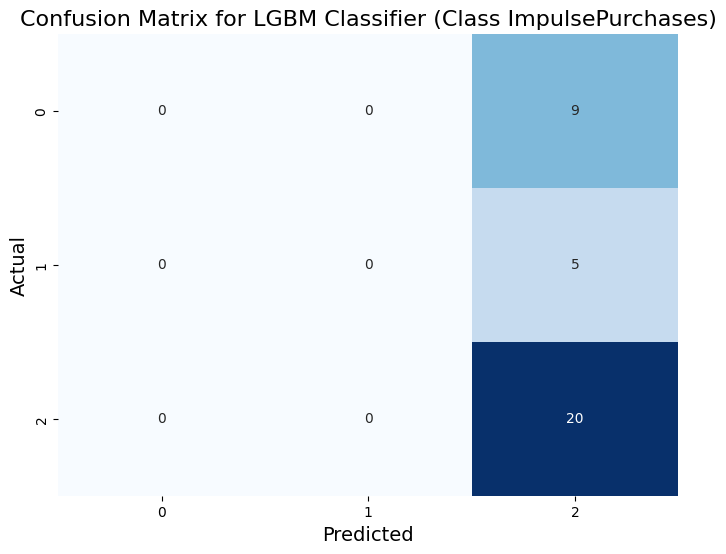 Confusion Matrix for LGBM Classifier (Class ImpulsePurchases)
0 0 0 9
1 0 0 5
2 0 0 20
Actual
0 1 2
Predicted